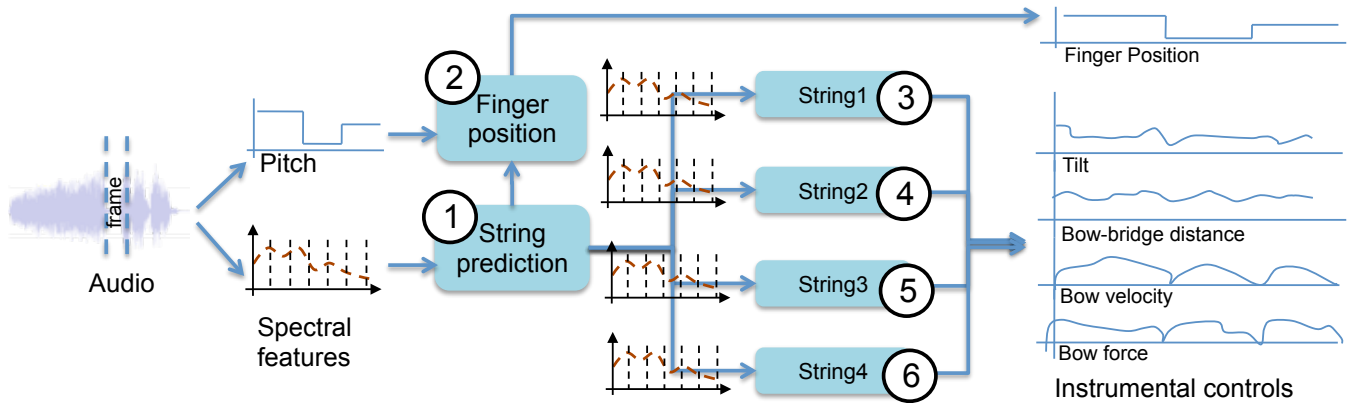 Audio
frame
Pitch
Spectral
features
2
Finger
position
1
String
prediction
String1
3
String2
4
String3
5
String4
6
Finger Position
Tilt
Bow-bridge distance
Bow velocity
Bow force
Instrumental controls